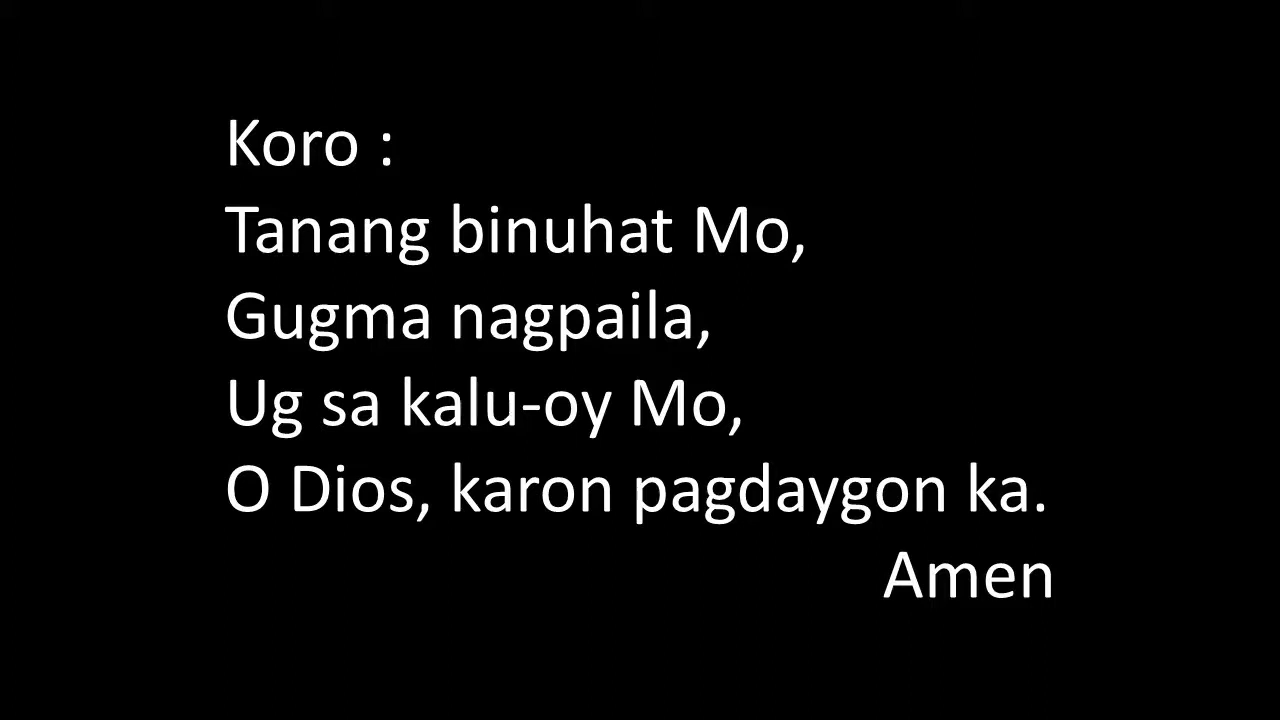 Koro :
Tanang binuhat Mo,
Gugma nagpaila,
Ug sa kalu-oy Mo,
O Dios, karon pagdaygon ka.
Amen